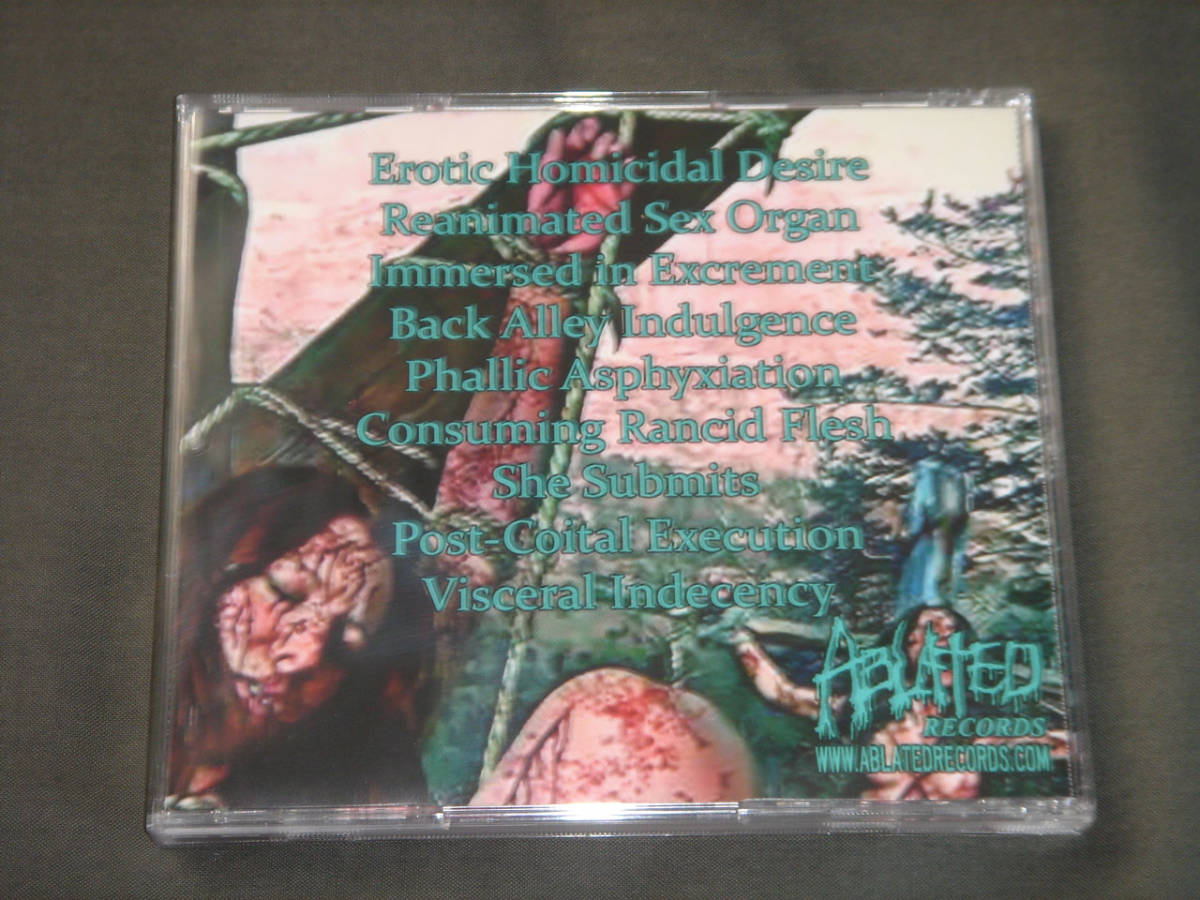 Erotic Homicidal Desire
Reanimated Sex Organ
Immersed in Excrement
Back Alley Indulgence
Phallic Asphyxiation
Consuming Rancid Flesh
She Submits
Post-Coital Execution
Visceral Indecency
ABLATED
RECORDS
WWW.ABLATEDRECORDS.COM